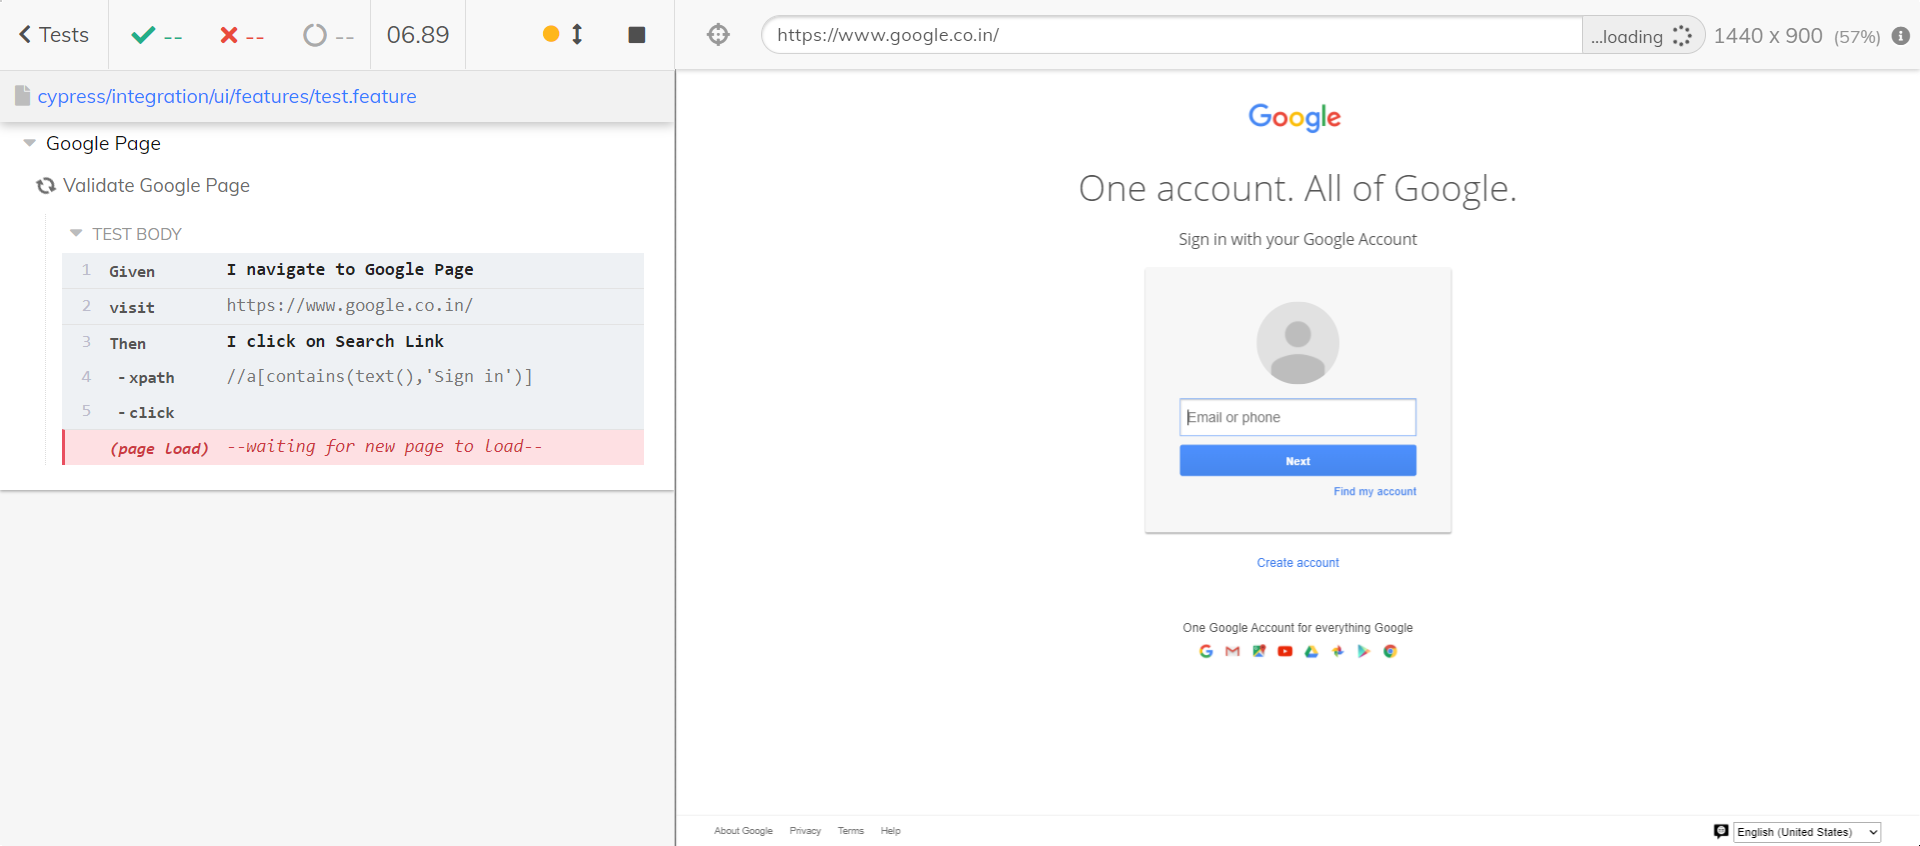 Tests -- -- -- 06.89
https://www.google.co.in/ ...loading 1440 x 900 (57%)
cypress/integration/ui/features/test.feature
Google Page
Validate Google Page
TEST BODY
1 Given I navigate to Google Page
2 visit https://www.google.co.in/
3 Then I click on Search Link
4 -xpath //a[contains(text(),'Sign in')]
5 -click
(page load) --waiting for new page to load--
Google
One account. All of Google.
Sign in with your Google Account
Email or phone
Next
Find my account
Create account
One Google Account for everything Google
About Google Privacy Terms Help English (United States)